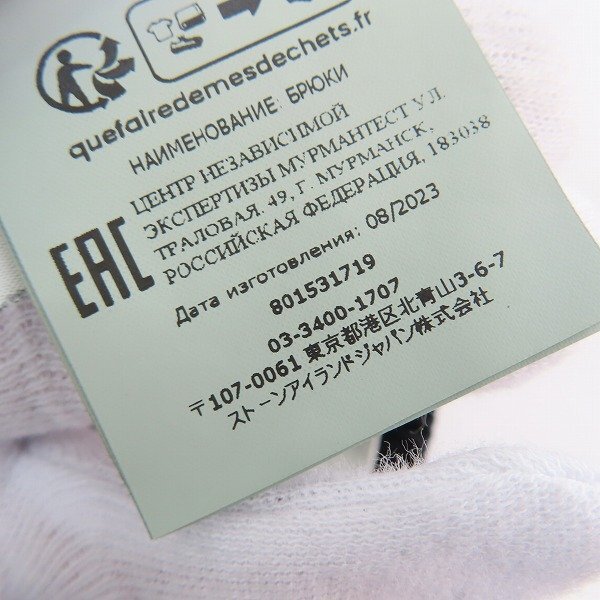 quefairedemesdechets.fr
НАИМЕНОВАНИЕ: БРЮКИ
ЦЕНТР НЕЗАВИСИМОЙ
ЭКСПЕРТИЗЫ МУРМАНТЕСТ УЛ.
ТРАЛОВАЯ. 49, Г. МУРМАНСК,
РОССИЙСКАЯ ФЕДЕРАЦИЯ, 183038
EAC
Дата изготовления: 08/2023
801531719
03-3400-1707
〒107-0061 東京都港区北青山3-6-7
ストーンアイランドジャパン株式会社